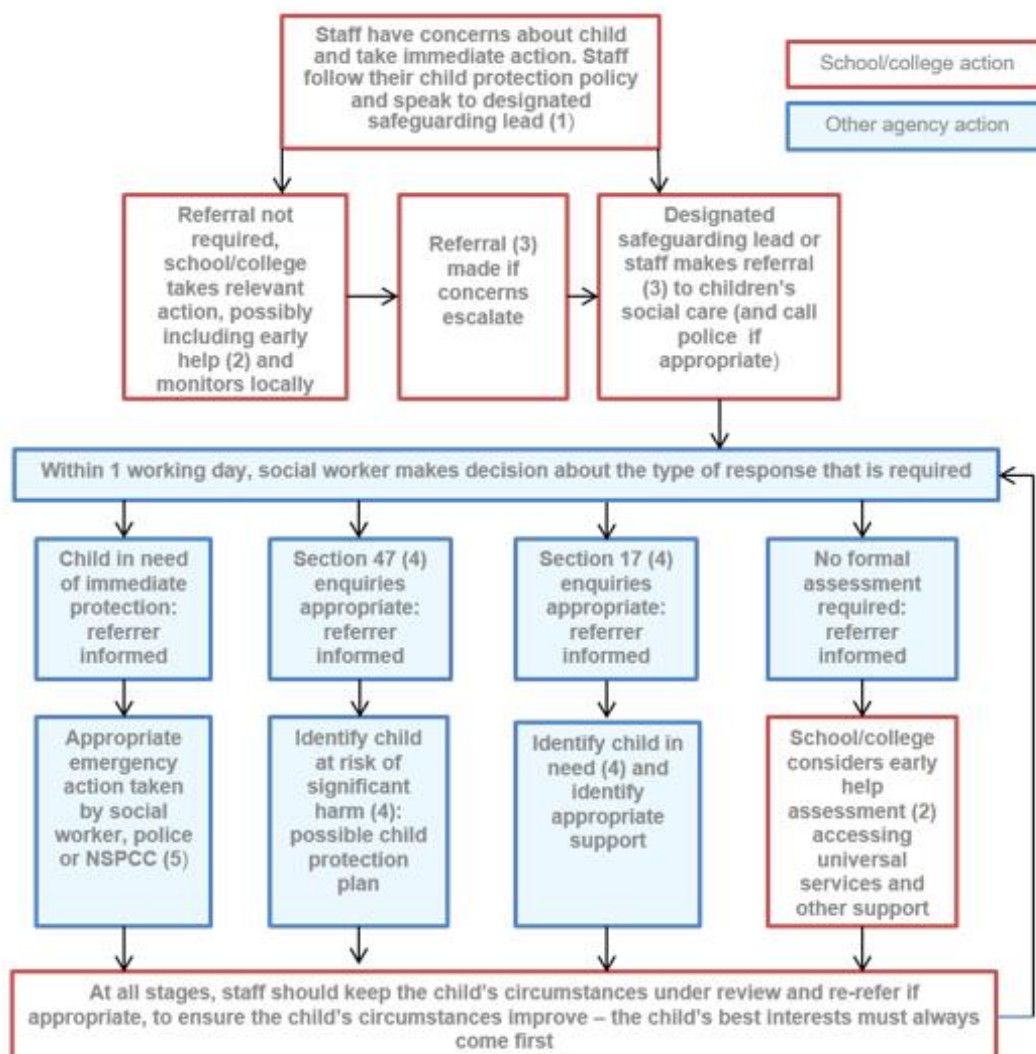 Staff have concerns about child
and take immediate action. Staff
follow their child protection policy
and speak to designated
safeguarding lead (1)
School/college action
Other agency action
Referral not
required,
school/college
takes relevant
action, possibly
including early
help (2) and
monitors locally
Referral (3)
made if
concerns
escalate
Designated
safeguarding lead or
staff makes referral
(3) to children's
social care (and call
police if
appropriate)
Within 1 working day, social worker makes decision about the type of response that is required
Child in need
of immediate
protection:
referrer
informed
Section 47 (4)
enquiries
appropriate:
referrer
informed
Section 17 (4)
enquiries
appropriate:
referrer
informed
No formal
assessment
required:
referrer
informed
Appropriate
emergency
action taken
by social
worker, police
or NSPCC (5)
Identify child
at risk of
significant
harm (4):
possible child
protection
plan
Identify child in
need (4) and
identify
appropriate
support
School/college
considers early
help
assessment (2)
accessing
universal
services and
other support
At all stages, staff should keep the child's circumstances under review and re-refer if
appropriate, to ensure the child's circumstances improve – the child's best interests must always
come first